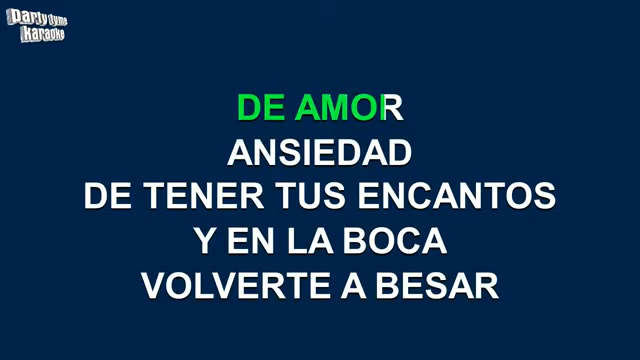 Party tyme
karaoke
DE AMOR
ANSIEDAD
DE TENER TUS ENCANTOS
Y EN LA BOCA
VOLVERTE A BESAR